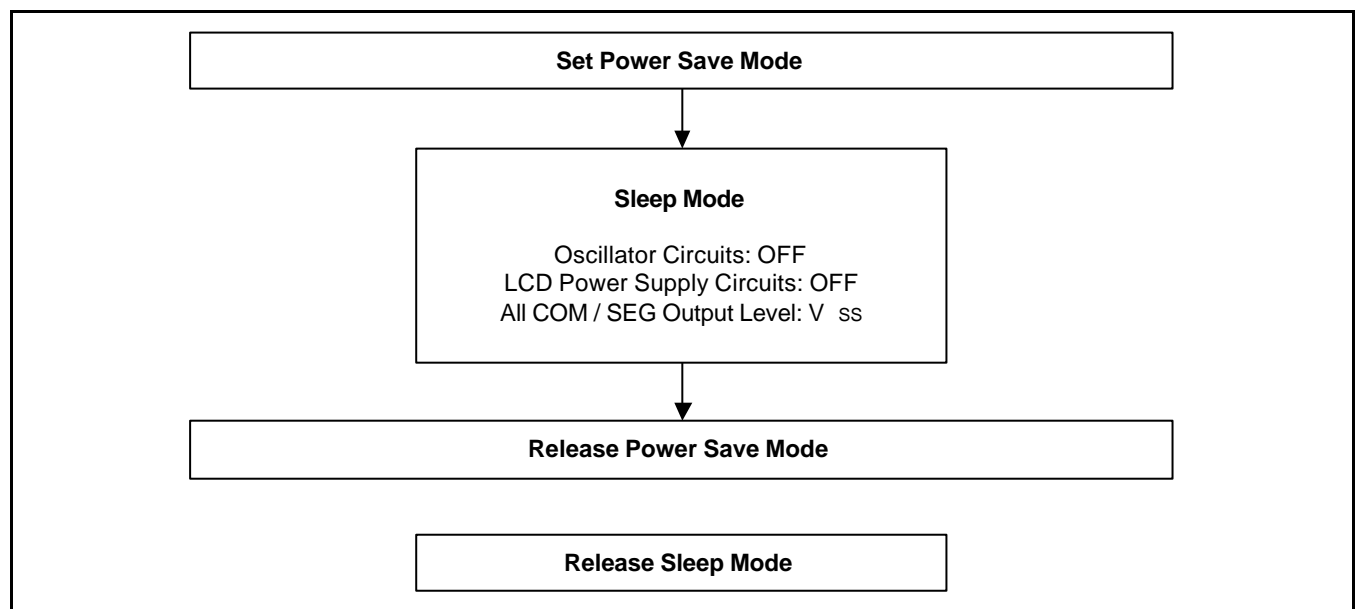 Set Power Save Mode
Sleep Mode
Oscillator Circuits: OFF
LCD Power Supply Circuits: OFF
All COM / SEG Output Level: V ss
Release Power Save Mode
Release Sleep Mode